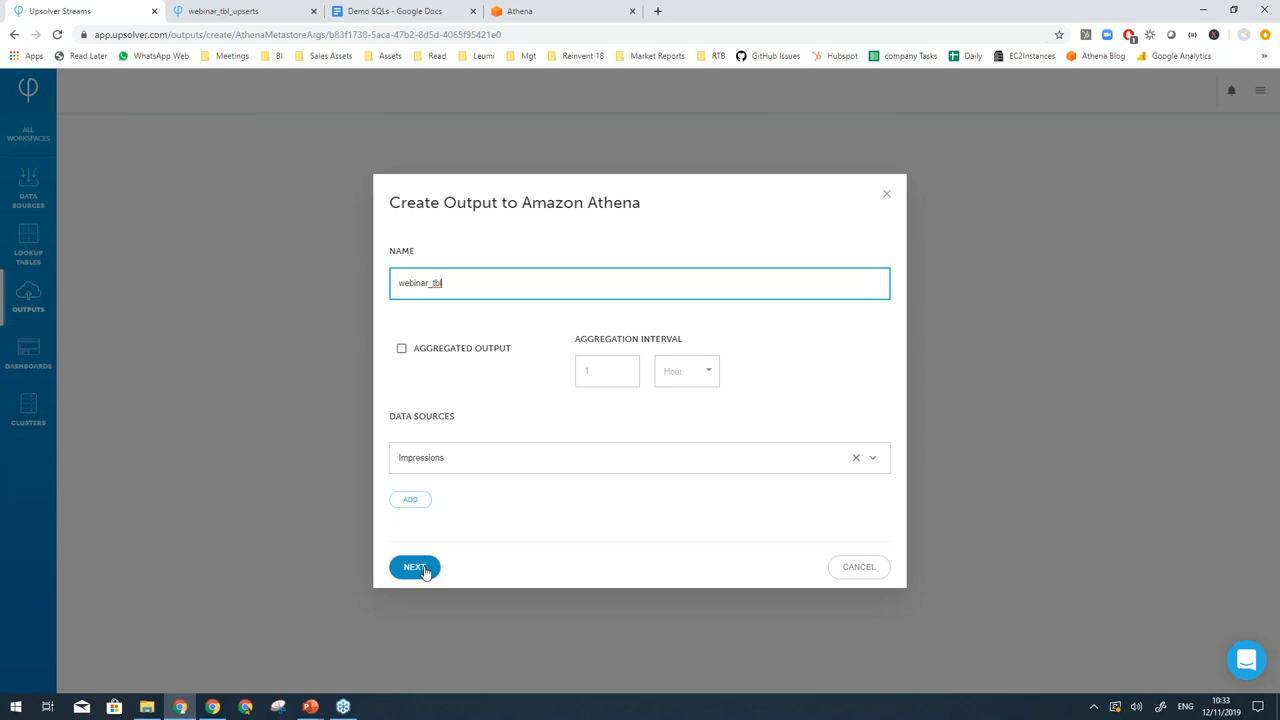 Upsolver Streams
webinar_tbl_upserts
Demo SQLs - Google Docs
Athena
app.upsolver.com/outputs/create/AthenaMetastoreArgs/b83f1738-5aca-47b2-8d5d-4065f95421e0
Apps
Read Later
WhatsApp Web
Meetings
BI
Sales Assets
Assets
Read
Leumi
Mgt
Reinvent 18
Market Reports
RTB
GitHub Issues
Hubspot
company Tasks
Daily
EC2Instances
Athena Blog
Google Analytics
ALL
WORKSPACES
DATA
SOURCES
LOOKUP
TABLES
OUTPUTS
DASHBOARDS
CLUSTERS
Create Output to Amazon Athena
NAME
webinar_tbl
AGGREGATED OUTPUT
AGGREGATION INTERVAL
1
Hour
DATA SOURCES
Impressions
ADD
NEXT
CANCEL
ENG
10:33
12/11/2019